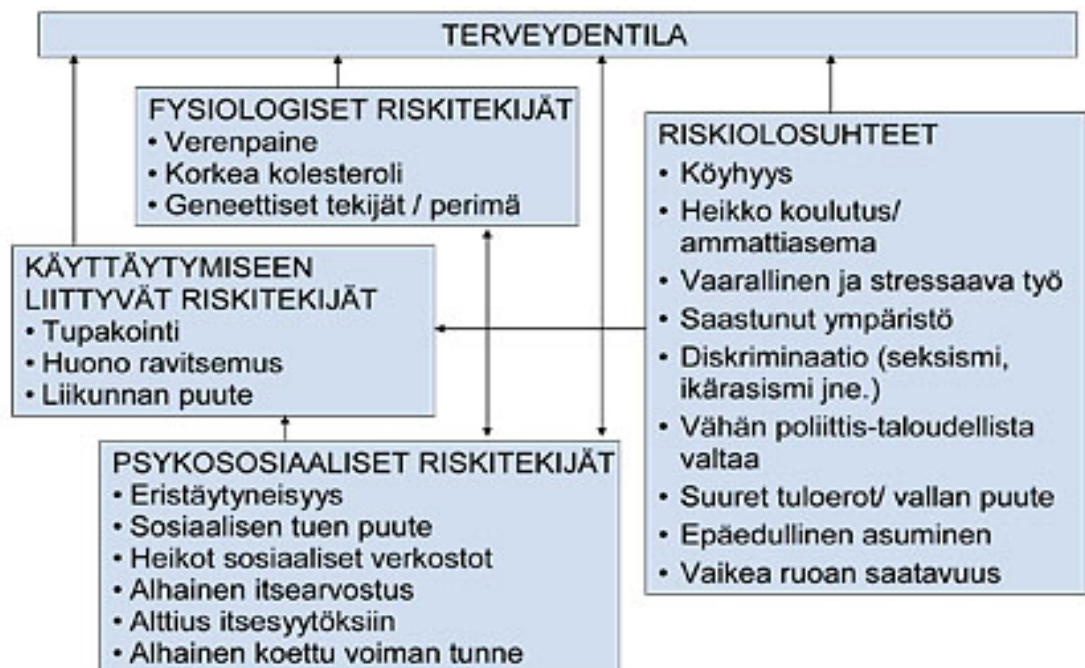 TERVEYDENTILA
FYSIOLOGISET RISKITEKIJÄT
• Verenpaine
• Korkea kolesteroli
• Geneettiset tekijät / perimä
KÄYTTÄYTYMISEEN
LIITTYVÄT RISKITEKIJÄT
• Tupakointi
• Huono ravitsemus
• Liikunnan puute
PSYKOSOSIAALISET RISKITEKIJÄT
• Eristäytyneisyys
• Sosiaalisen tuen puute
• Heikot sosiaaliset verkostot
• Alhainen itsearvostus
• Alttius itsesyytöksiin
• Alhainen koettu voiman tunne
RISKIOLOSUHTEET
• Köyhyys
• Heikko koulutus/
ammattiasema
• Vaarallinen ja stressaava työ
• Saastunut ympäristö
• Diskriminaatio (seksismi,
ikärasismi jne.)
• Vähän poliittis-taloudellista
valtaa
• Suuret tuloerot/ vallan puute
• Epäedullinen asuminen
• Vaikea ruoan saatavuus